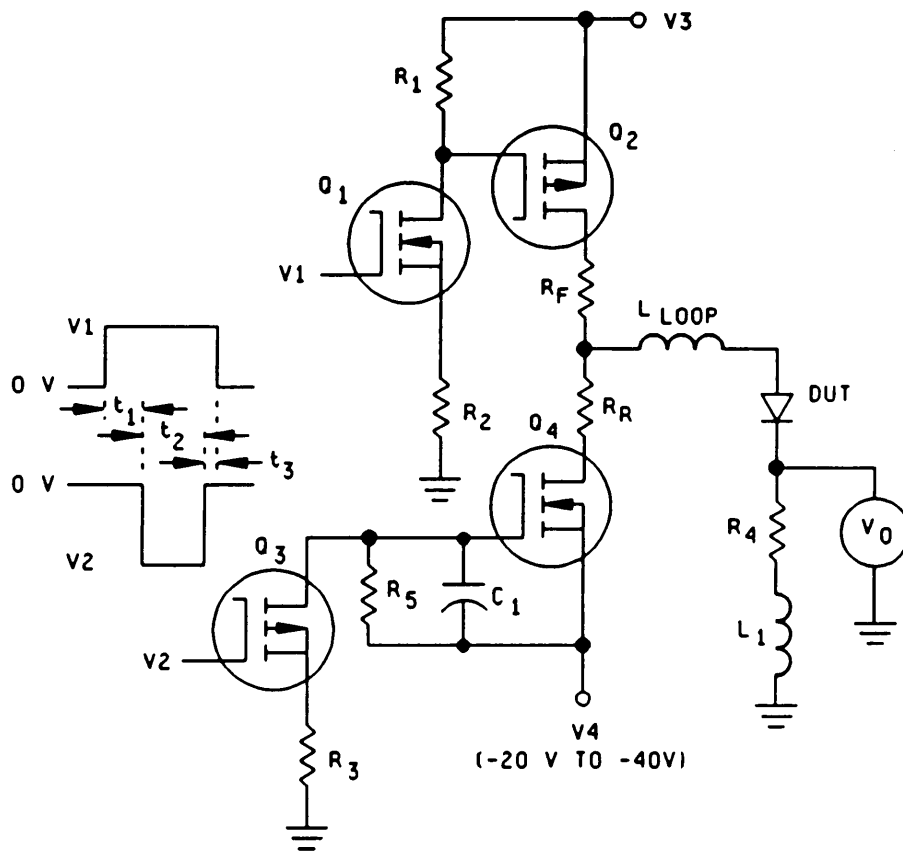 V3
R1
Q2
Q1
V1
RF
L LOOP
V1
0 V
t1
t2
t3
0 V
V2
R2
RR
DUT
Q4
R4
V0
Q3
R5
C1
L1
V2
R3
V4
(-20 V TO -40V)